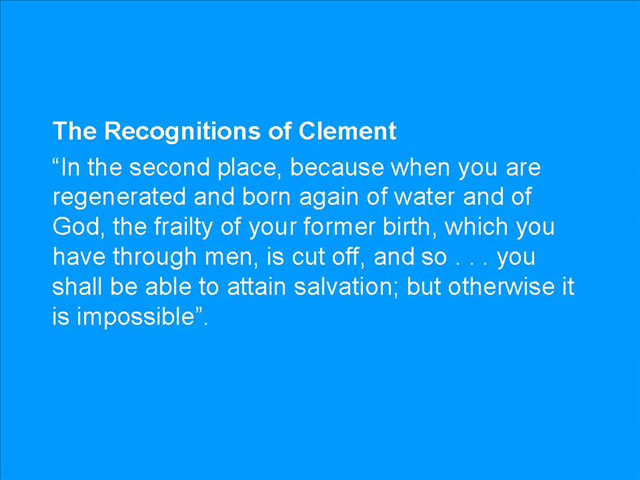 The Recognitions of Clement
“In the second place, because when you are
regenerated and born again of water and of
God, the frailty of your former birth, which you
have through men, is cut off, and so . . . you
shall be able to attain salvation; but otherwise it
is impossible”.